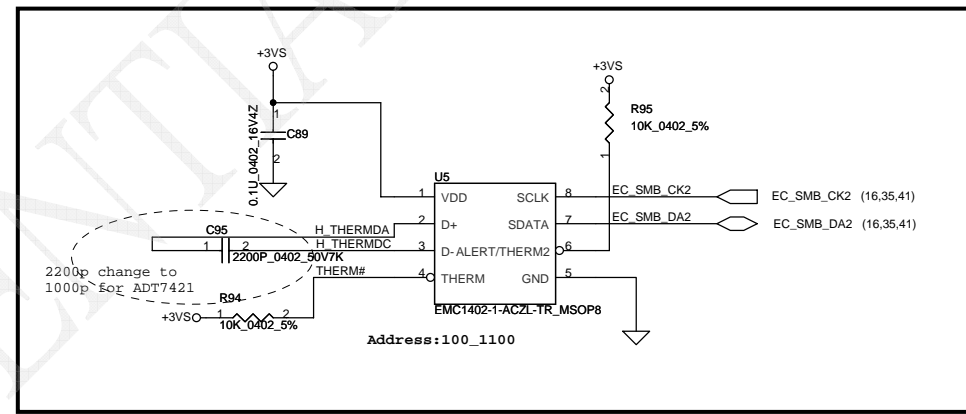 +3VS
+3VS
1
2
0.1U_0402_16V4Z
C89
2
1
R95
10K_0402_5%
U5
1 VDD SCLK 8 EC_SMB_CK2 EC_SMB_CK2 (16,35,41)
H_THERMDA 2 D+ SDATA 7 EC_SMB_DA2 EC_SMB_DA2 (16,35,41)
C95
1 2 H_THERMDC 3 D- ALERT/THERM2 6
2200P_0402_50V7K
THERM# 4 THERM GND 5
2200p change to
1000p for ADT7421
R94
+3VS 1 2
10K_0402_5%
EMC1402-1-ACZL-TR_MSOP8
Address:100_1100